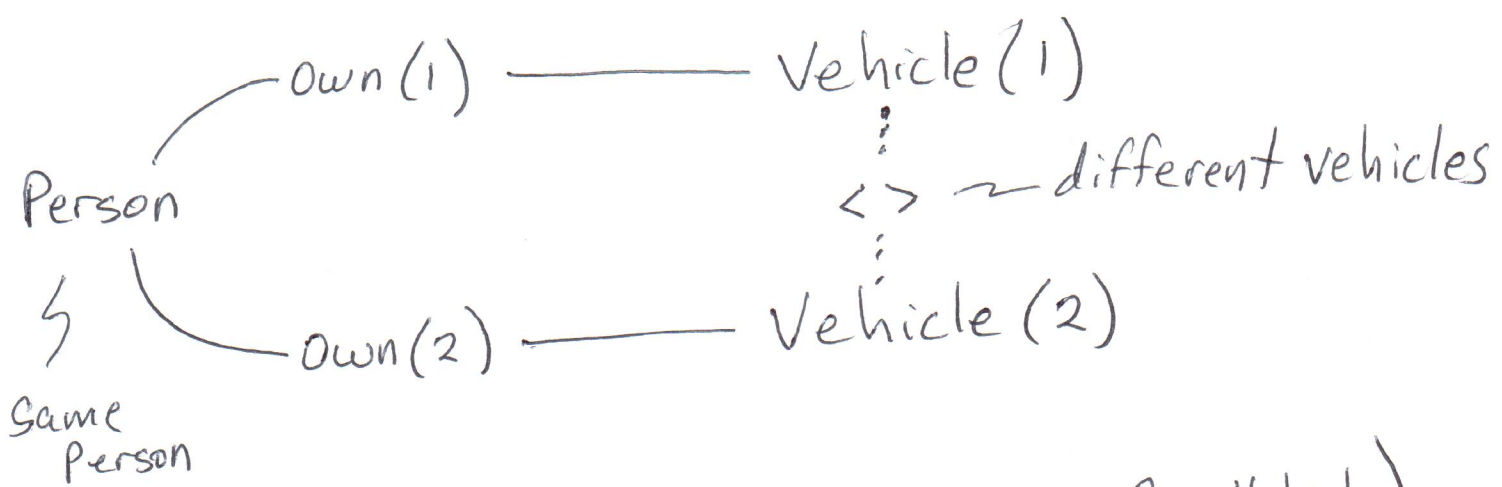 Own(1) Vehicle(1)
Person <> different vehicles
Own(2) Vehicle(2)
Same
Person